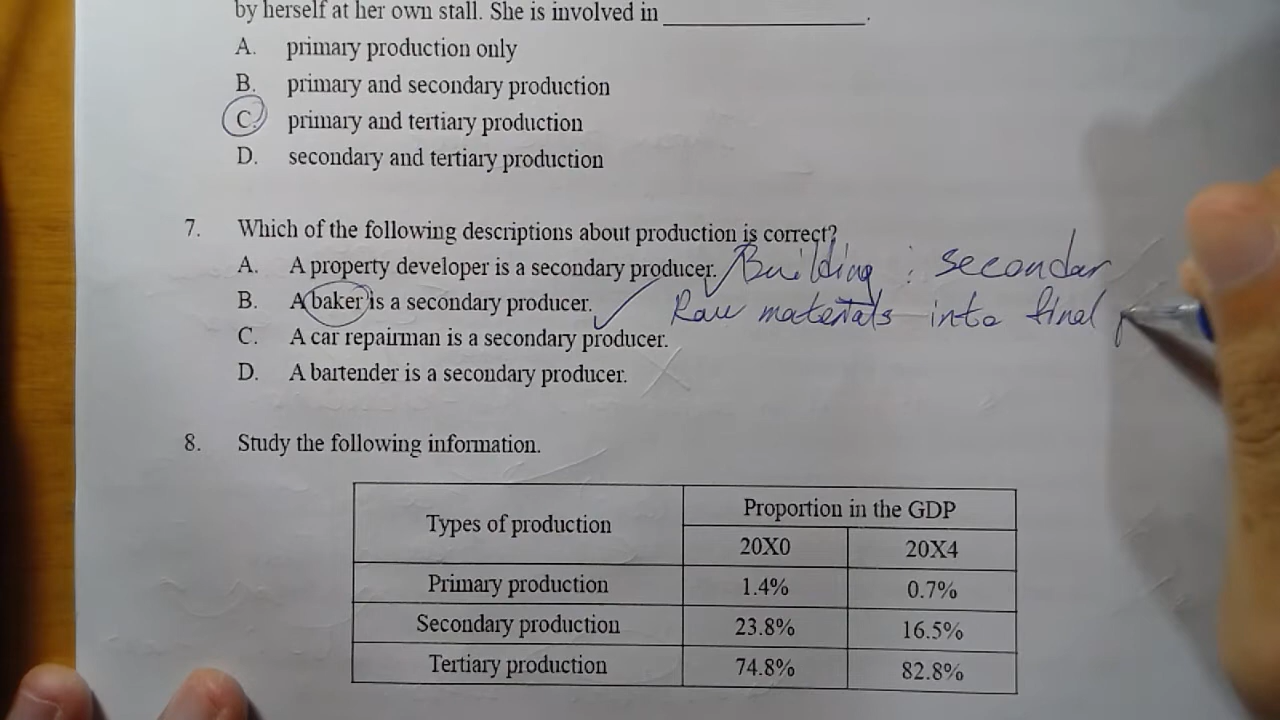 by herself at her own stall. She is involved in ________________.
A. primary production only
B. primary and secondary production
C. primary and tertiary production
D. secondary and tertiary production
7. Which of the following descriptions about production is correct?
A. A property developer is a secondary producer. Building : secondar
B. A baker is a secondary producer. Raw materials into final p
C. A car repairman is a secondary producer.
D. A bartender is a secondary producer.
8. Study the following information.
Types of production Proportion in the GDP
20X0 20X4
Primary production 1.4% 0.7%
Secondary production 23.8% 16.5%
Tertiary production 74.8% 82.8%